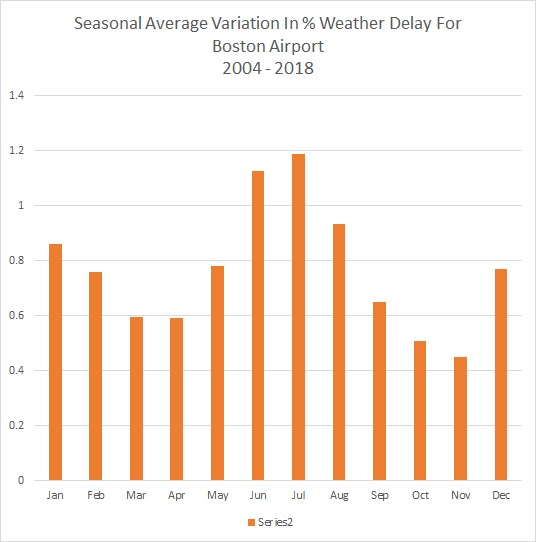 Seasonal Average Variation In % Weather Delay For
Boston Airport
2004 - 2018
1.4
1.2
1
0.8
0.6
0.4
0.2
0
Jan Feb Mar Apr May Jun Jul Aug Sep Oct Nov Dec
Series2